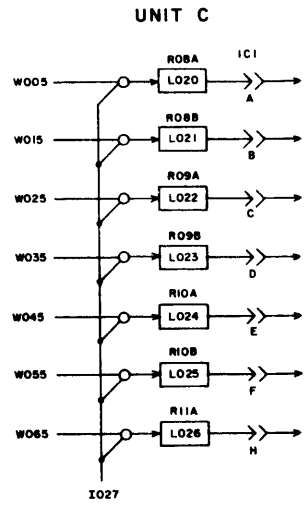 UNIT C
R08A
1C1
W005
L020
A
R08B
W015
L021
B
R09A
W025
L022
C
R09B
W035
L023
D
R10A
W045
L024
E
R10B
W055
L025
F
R11A
W065
L026
H
I027